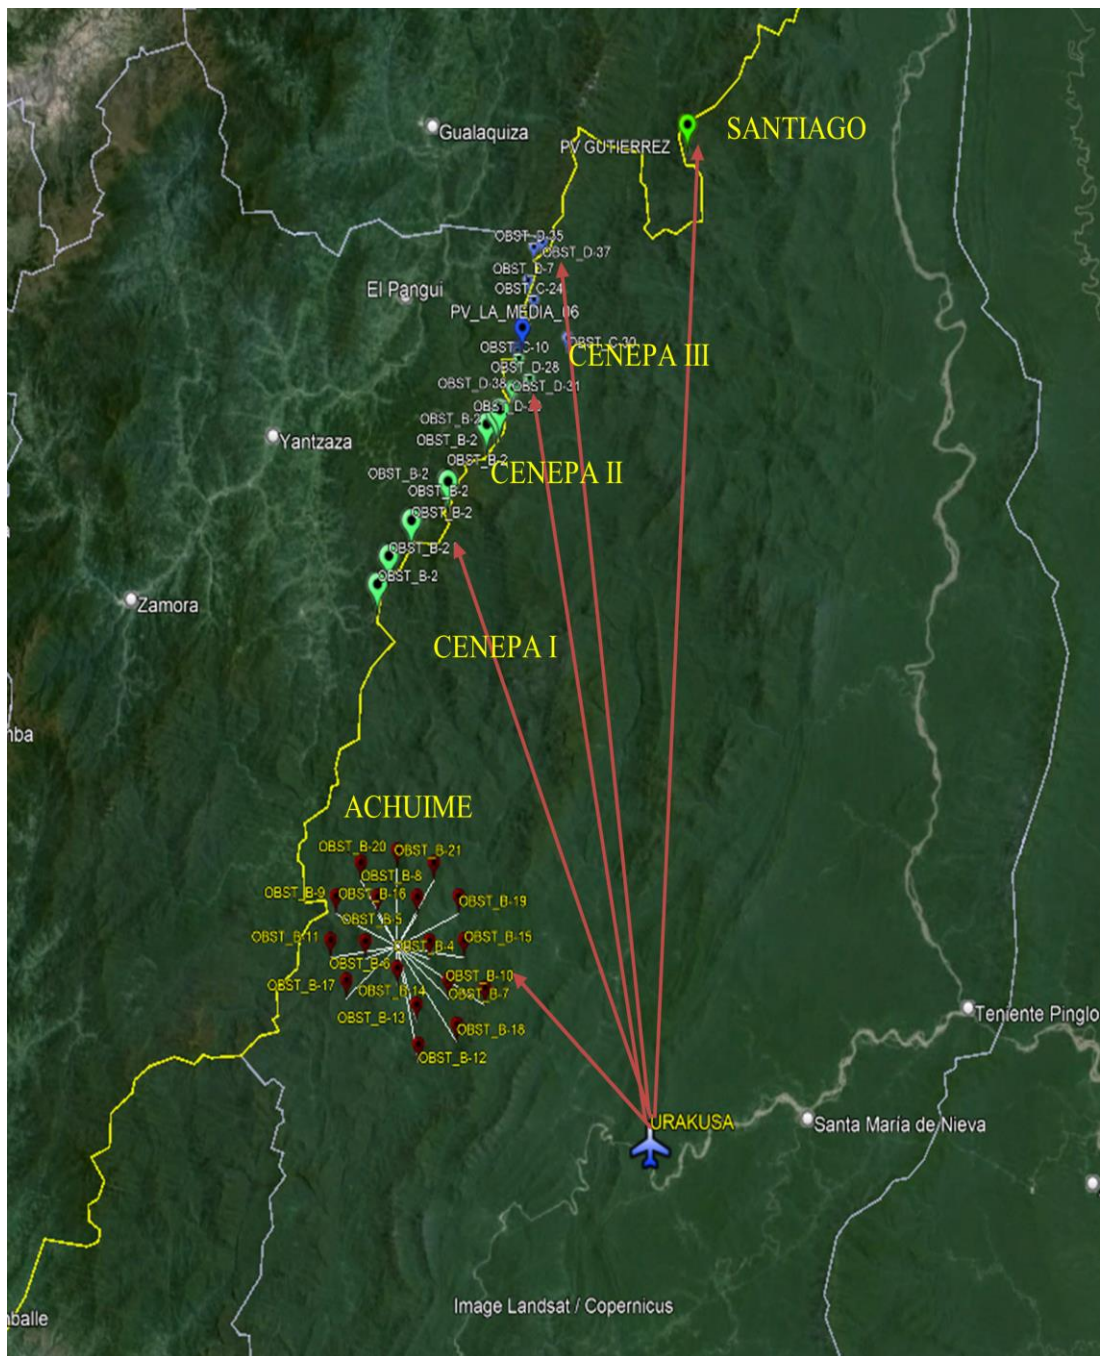 SANTIAGO
Gualaquiza
PV GUTIERREZ
OBST_D-35
OBST_D-37
OBST_D-7
OBST_C-24
El Pangui
PV_LA_MEDIA_06
OBST_C-30
OBST_C-10
CENEPA III
OBST_D-28
OBST_D-38
OBST_D-31
OBST_B-2
Yantzaza
OBST_B-2
OBST_B-2
CENEPA II
OBST_B-2
OBST_B-2
OBST_B-2
OBST_B-2
OBST_B-2
Zamora
CENEPA I
ACHUIME
OBST_B-20
OBST_B-21
OBST_B-8
OBST_B-9
OBST_B-16
OBST_B-19
OBST_B-5
OBST_B-11
OBST_B-4
OBST_B-15
OBST_B-6
OBST_B-10
OBST_B-17
OBST_B-14
OBST_B-7
OBST_B-13
OBST_B-18
OBST_B-12
Teniente Pinglo
URAKUSA
Santa María de Nieva
Image Landsat / Copernicus